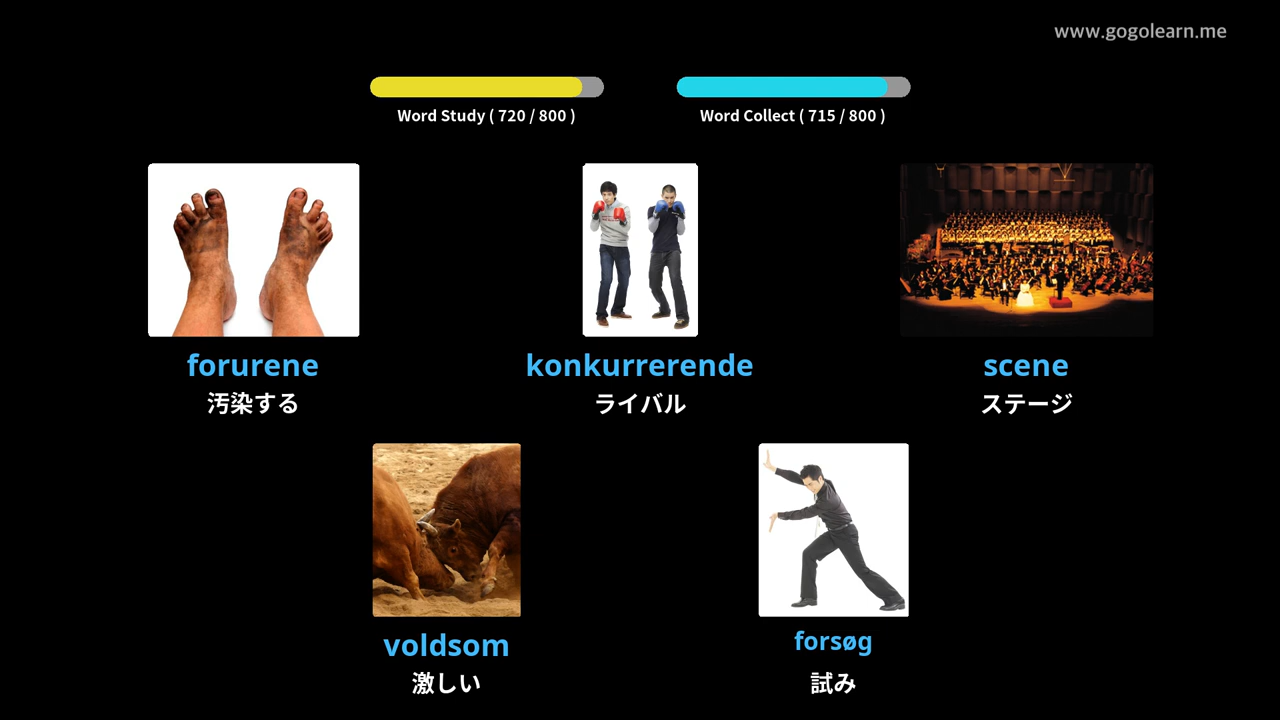 www.gogolearn.me
Word Study ( 720 / 800 )
Word Collect ( 715 / 800 )
forurene
汚染する
konkurrerende
ライバル
scene
ステージ
voldsom
激しい
forsøg
試み